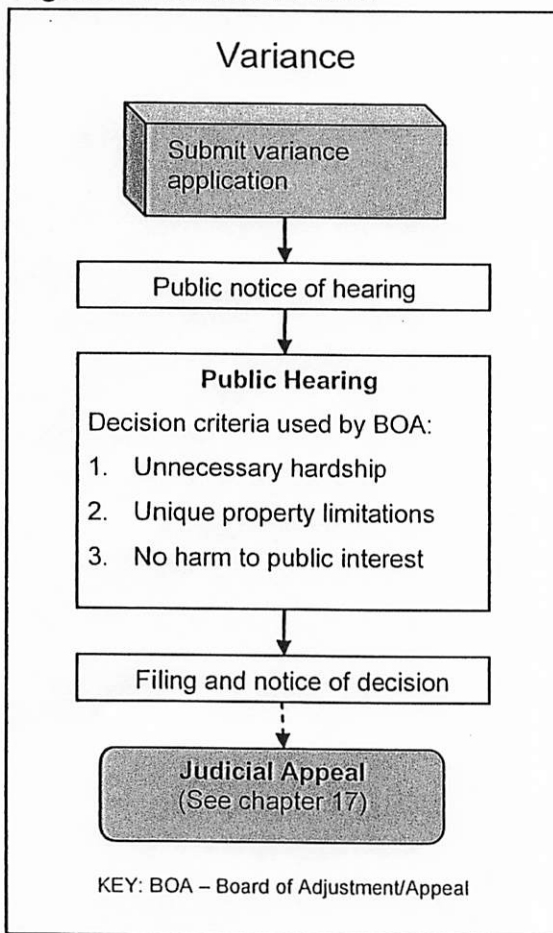 Variance
Submit variance
application
Public notice of hearing
Public Hearing
Decision criteria used by BOA:
1. Unnecessary hardship
2. Unique property limitations
3. No harm to public interest
Filing and notice of decision
Judicial Appeal
(See chapter 17)
KEY: BOA – Board of Adjustment/Appeal